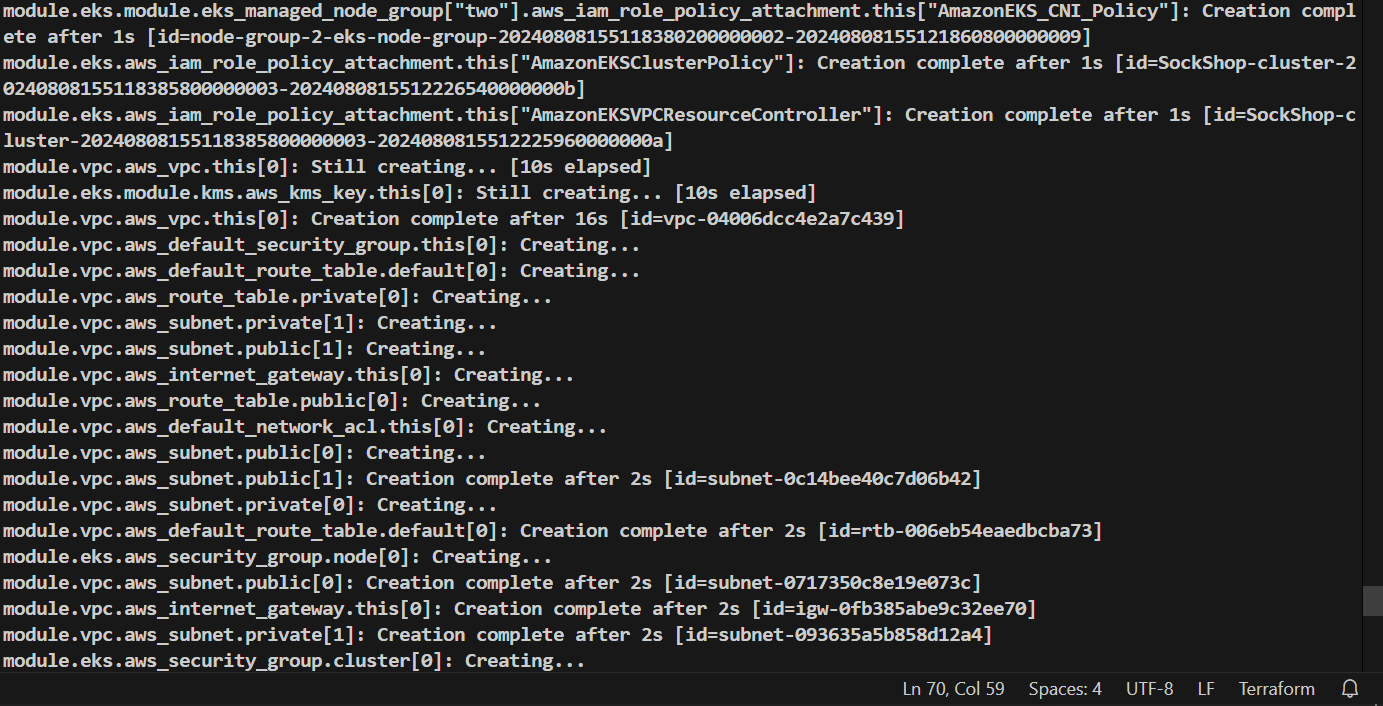 module.eks.module.eks_managed_node_group["two"].aws_iam_role_policy_attachment.this["AmazonEKS_CNI_Policy"]: Creation compl
ete after 1s [id=node-group-2-eks-node-group-20240808155118380200000002-20240808155121860800000009]
module.eks.aws_iam_role_policy_attachment.this["AmazonEKSClusterPolicy"]: Creation complete after 1s [id=SockShop-cluster-2
0240808155118385800000003-2024080815512226540000000b]
module.eks.aws_iam_role_policy_attachment.this["AmazonEKSVPCResourceController"]: Creation complete after 1s [id=SockShop-c
luster-20240808155118385800000003-2024080815512225960000000a]
module.vpc.aws_vpc.this[0]: Still creating... [10s elapsed]
module.eks.module.kms.aws_kms_key.this[0]: Still creating... [10s elapsed]
module.vpc.aws_vpc.this[0]: Creation complete after 16s [id=vpc-04006dcc4e2a7c439]
module.vpc.aws_default_security_group.this[0]: Creating...
module.vpc.aws_default_route_table.default[0]: Creating...
module.vpc.aws_route_table.private[0]: Creating...
module.vpc.aws_subnet.private[1]: Creating...
module.vpc.aws_subnet.public[1]: Creating...
module.vpc.aws_internet_gateway.this[0]: Creating...
module.vpc.aws_route_table.public[0]: Creating...
module.vpc.aws_default_network_acl.this[0]: Creating...
module.vpc.aws_subnet.public[0]: Creating...
module.vpc.aws_subnet.public[1]: Creation complete after 2s [id=subnet-0c14bee40c7d06b42]
module.vpc.aws_subnet.private[0]: Creating...
module.vpc.aws_default_route_table.default[0]: Creation complete after 2s [id=rtb-006eb54eaedbcba73]
module.eks.aws_security_group.node[0]: Creating...
module.vpc.aws_subnet.public[0]: Creation complete after 2s [id=subnet-0717350c8e19e073c]
module.vpc.aws_internet_gateway.this[0]: Creation complete after 2s [id=igw-0fb385abe9c32ee70]
module.vpc.aws_subnet.private[1]: Creation complete after 2s [id=subnet-093635a5b858d12a4]
module.eks.aws_security_group.cluster[0]: Creating...
Ln 70, Col 59 Spaces: 4 UTF-8 LF Terraform